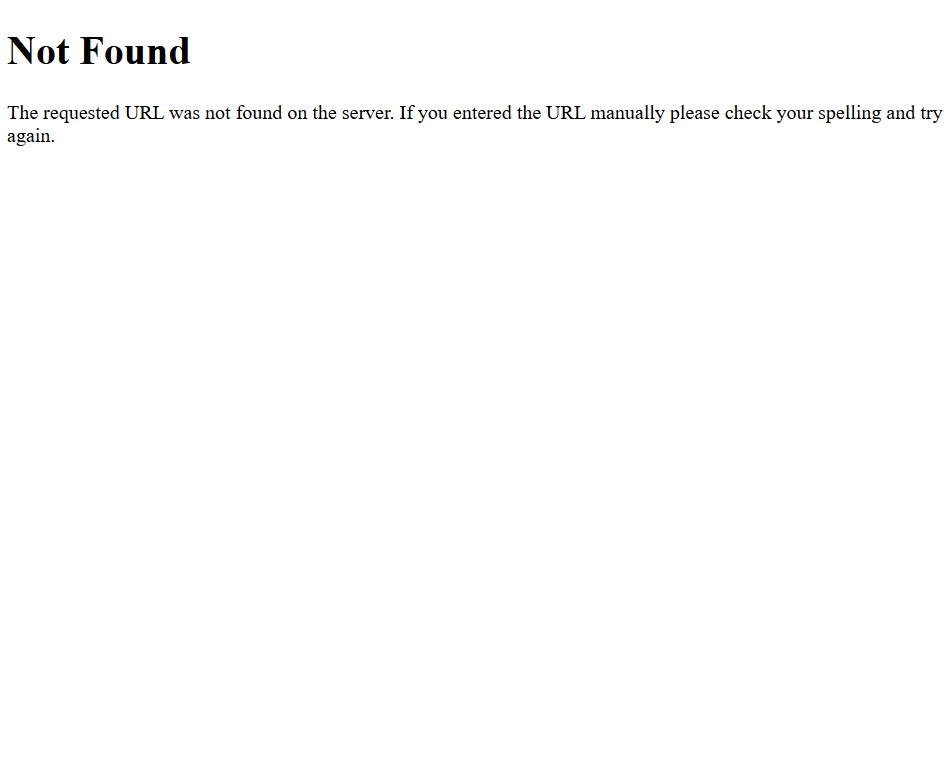 Not Found
The requested URL was not found on the server. If you entered the URL manually please check your spelling and try
again.